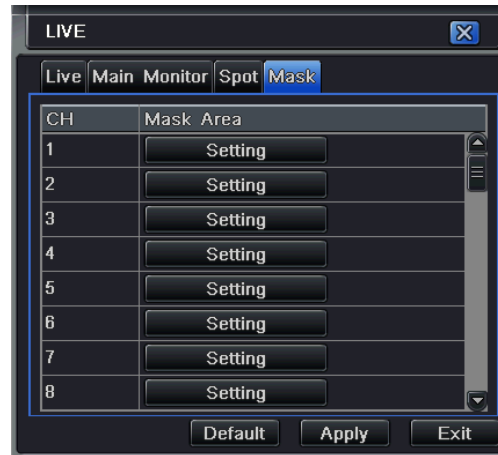 LIVE
Live Main Monitor Spot Mask
CH Mask Area
1 Setting
2 Setting
3 Setting
4 Setting
5 Setting
6 Setting
7 Setting
8 Setting
Default Apply Exit